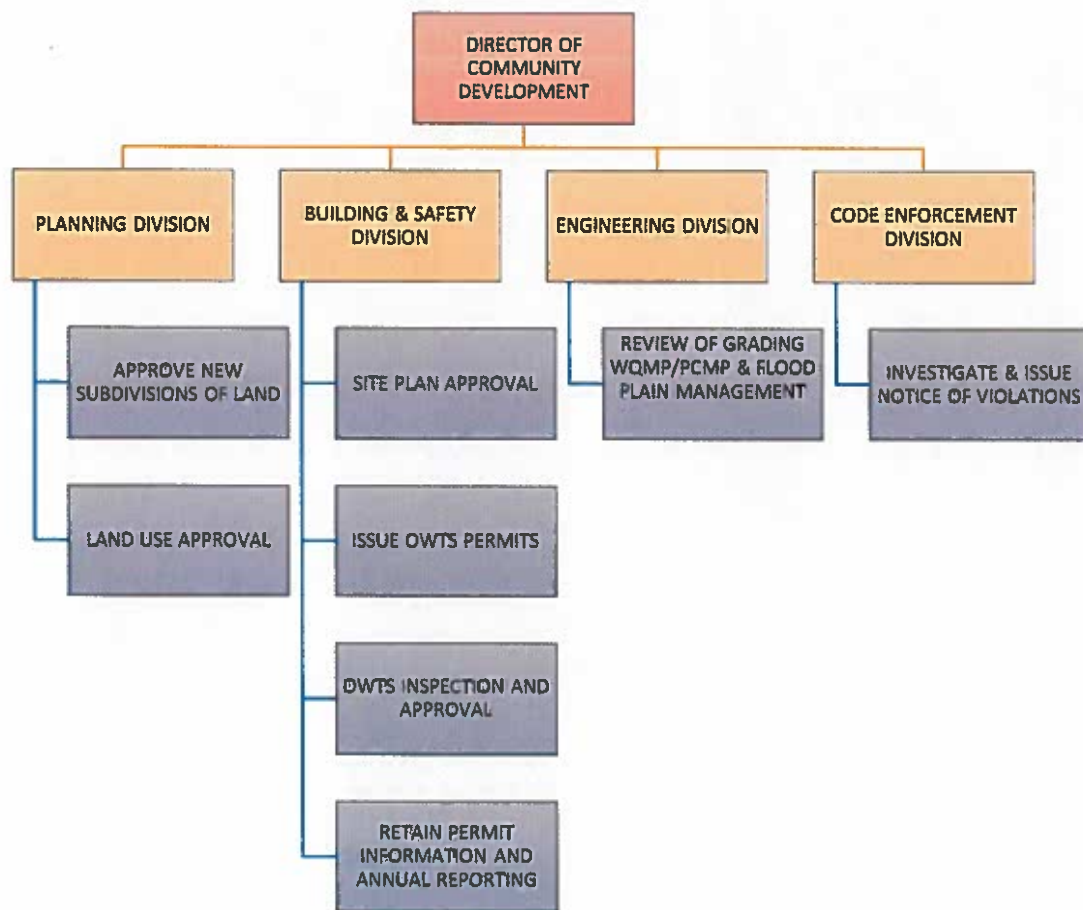 DIRECTOR OF
COMMUNITY
DEVELOPMENT
PLANNING DIVISION
BUILDING & SAFETY
DIVISION
ENGINEERING DIVISION
CODE ENFORCEMENT
DIVISION
APPROVE NEW
SUBDIVISIONS OF LAND
LAND USE APPROVAL
SITE PLAN APPROVAL
ISSUE OWTS PERMITS
OWTS INSPECTION AND
APPROVAL
RETAIN PERMIT
INFORMATION AND
ANNUAL REPORTING
REVIEW OF GRADING
WQMP/PCMP & FLOOD
PLAIN MANAGEMENT
INVESTIGATE & ISSUE
NOTICE OF VIOLATIONS